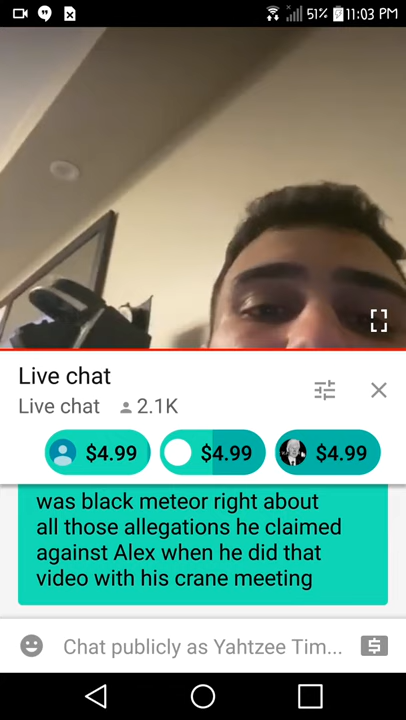 51% 11:03 PM
Live chat
Live chat 2.1K
$4.99 $4.99 $4.99
was black meteor right about
all those allegations he claimed
against Alex when he did that
video with his crane meeting
Chat publicly as Yahtzee Tim...